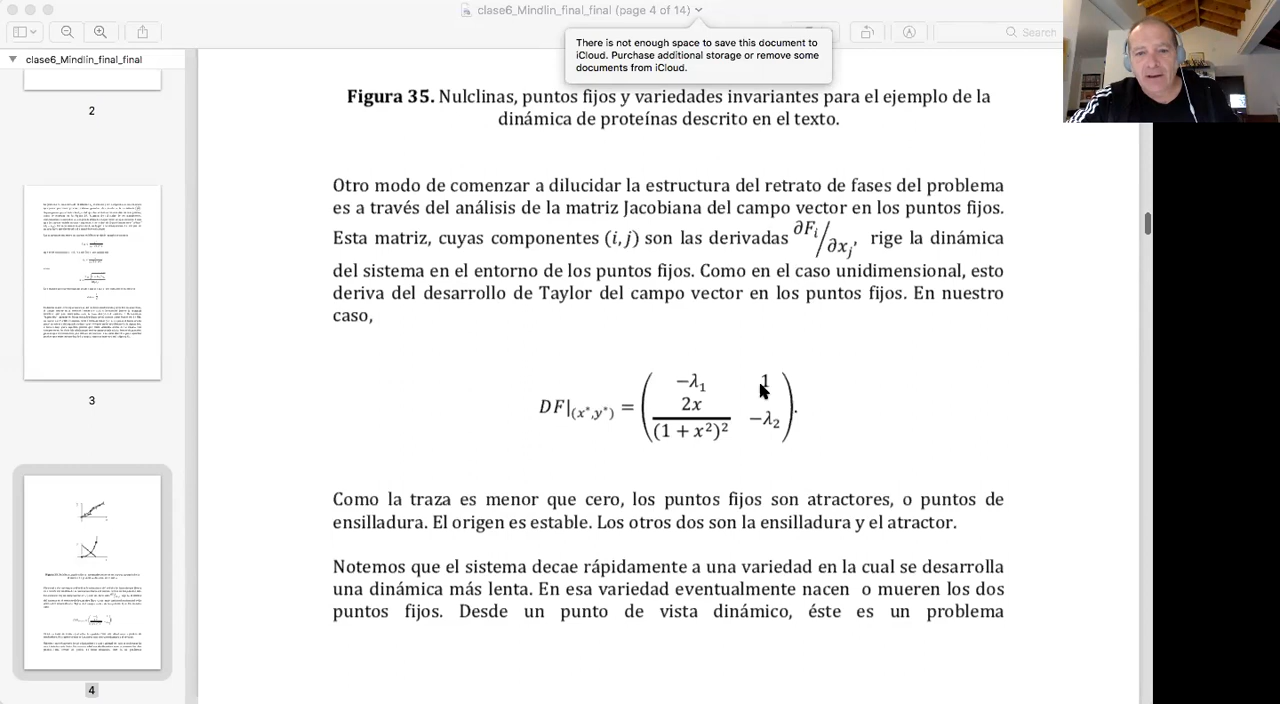 clase6_Mindlin_final_final (page 4 of 14)
There is not enough space to save this document to
iCloud. Purchase additional storage or remove some
documents from iCloud.
Search
clase6_Mindlin_final_final
2
3
4
Figura 35. Nulclinas, puntos fijos y variedades invariantes para el ejemplo de la
dinámica de proteínas descrito en el texto.
Otro modo de comenzar a dilucidar la estructura del retrato de fases del problema
es a través del análisis de la matriz Jacobiana del campo vector en los puntos fijos.
Esta matriz, cuyas componentes (i, j) son las derivadas ∂Fᵢ/∂xⱼ, rige la dinámica
del sistema en el entorno de los puntos fijos. Como en el caso unidimensional, esto
deriva del desarrollo de Taylor del campo vector en los puntos fijos. En nuestro
caso,
DF|(x*,y*) = ( −λ₁ 1
2x/(1 + x²)² −λ₂ ).
Como la traza es menor que cero, los puntos fijos son atractores, o puntos de
ensilladura. El origen es estable. Los otros dos son la ensilladura y el atractor.
Notemos que el sistema decae rápidamente a una variedad en la cual se desarrolla
una dinámica más lenta. En esa variedad eventualmente nacen o mueren las dos
puntos fijos. Desde un punto de vista dinámico, éste es un problema